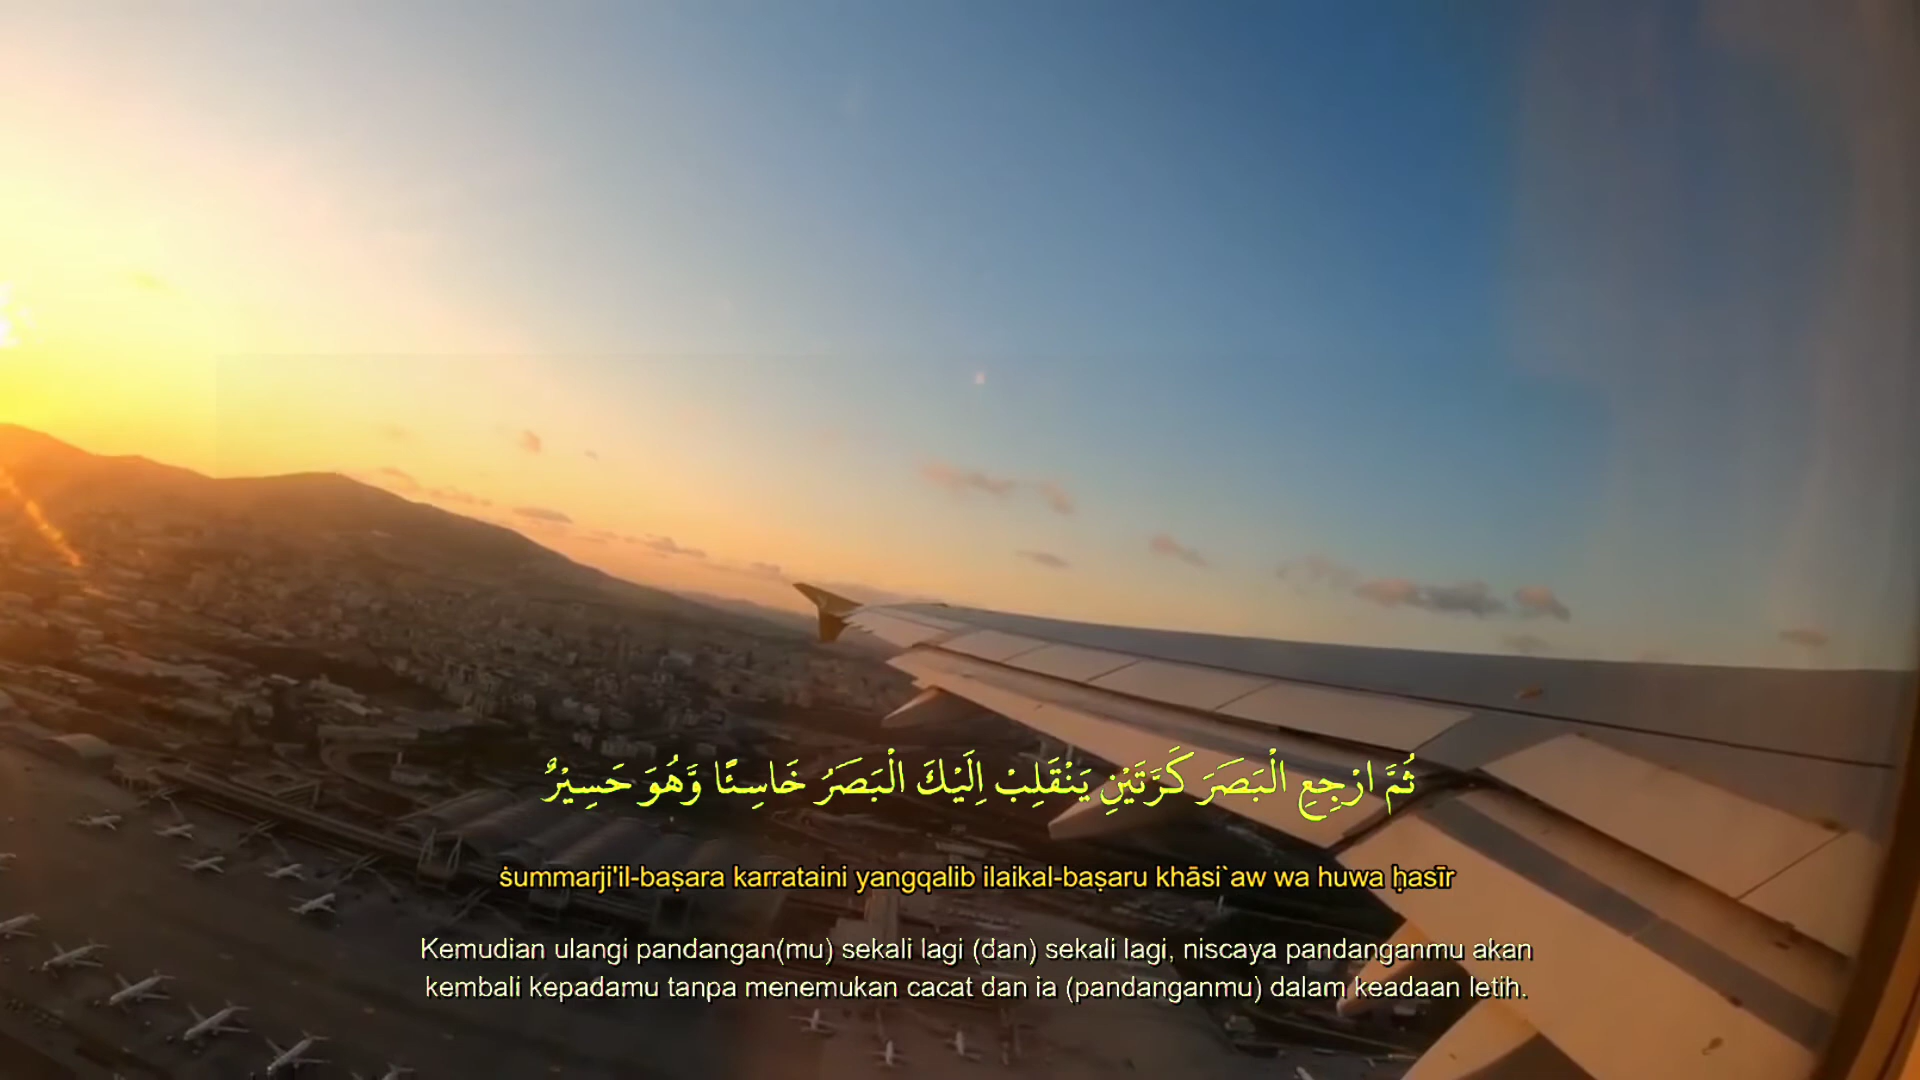 ثُمَّ ارْجِعِ الْبَصَرَ كَرَّتَيْنِ يَنْقَلِبْ اِلَيْكَ الْبَصَرُ خَاسِئًا وَّهُوَ حَسِيْرٌ
ṡummarji'il-baṣara karrataini yangqalib ilaikal-baṣaru khāsi`aw wa huwa ḥasīr
Kemudian ulangi pandangan(mu) sekali lagi (dan) sekali lagi, niscaya pandanganmu akan
kembali kepadamu tanpa menemukan cacat dan ia (pandanganmu) dalam keadaan letih.